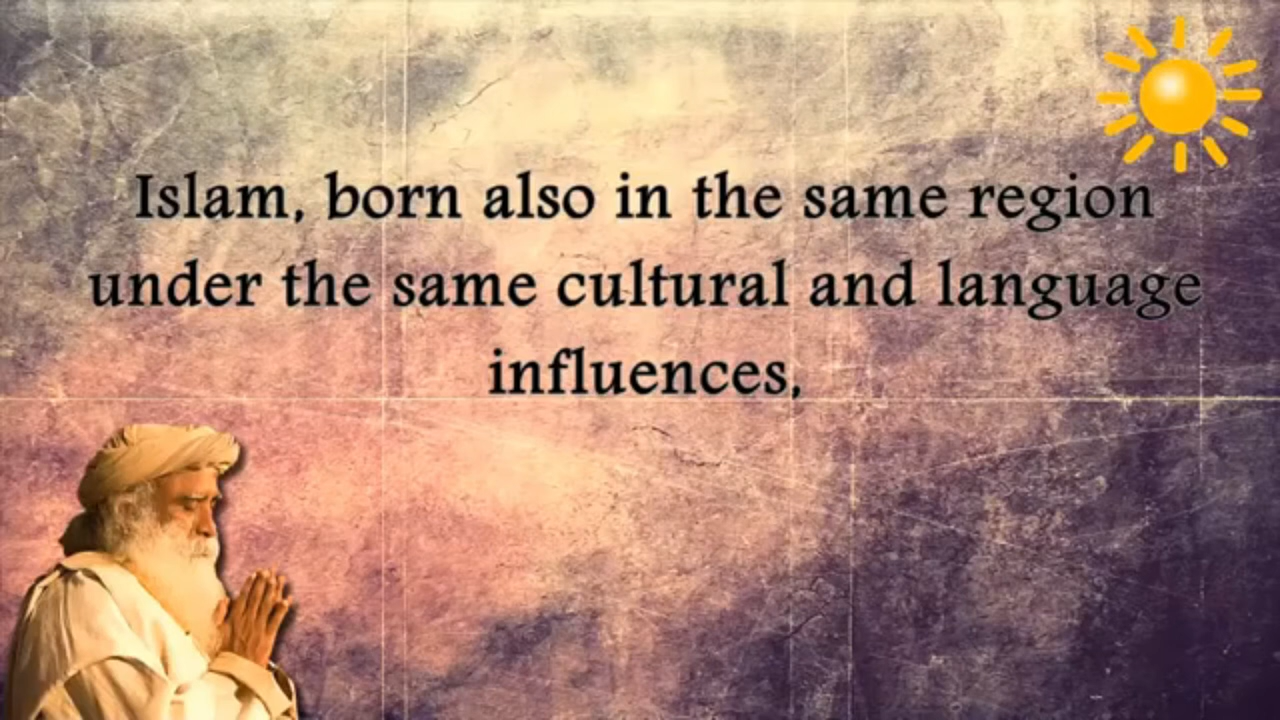 Islam, born also in the same region
under the same cultural and language
influences,